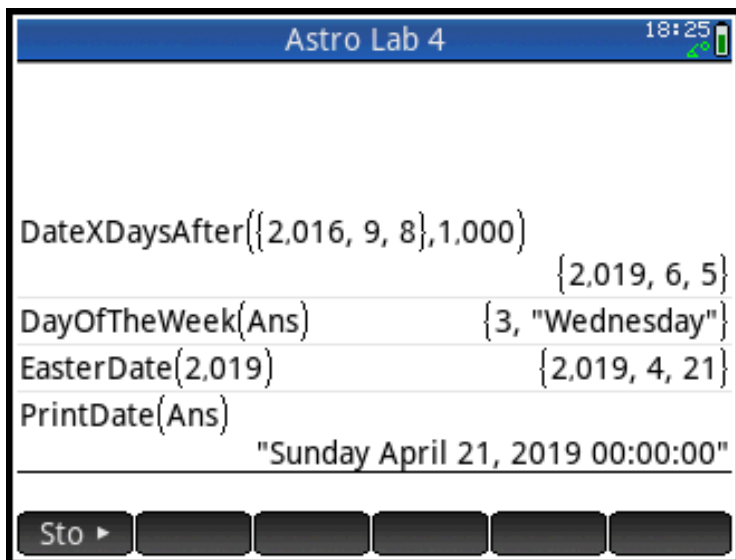 Astro Lab 4
18:25
DateXDaysAfter({2,016, 9, 8},1,000)
{2,019, 6, 5}
DayOfTheWeek(Ans) {3, "Wednesday"}
EasterDate(2,019) {2,019, 4, 21}
PrintDate(Ans)
"Sunday April 21, 2019 00:00:00"
Sto ►